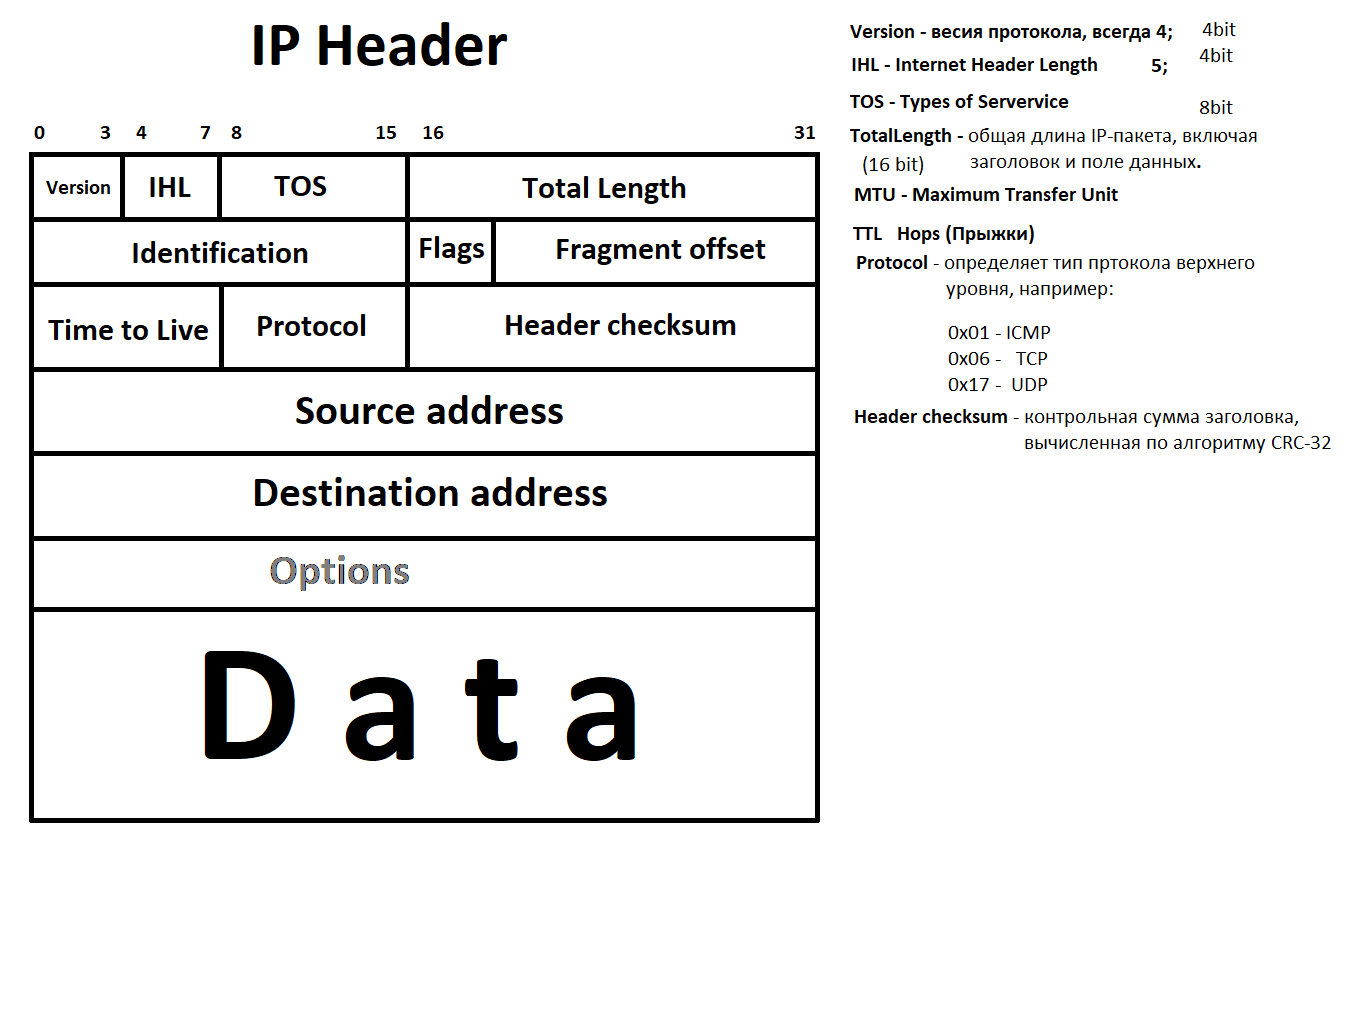 IP Header
0 3 4 7 8 15 16 31
Version IHL TOS Total Length
Identification Flags Fragment offset
Time to Live Protocol Header checksum
Source address
Destination address
Options
D a t a
Version - весия протокола, всегда 4; 4bit
IHL - Internet Header Length 5; 4bit
TOS - Types of Servervice 8bit
TotalLength - общая длина IP-пакета, включая
(16 bit) заголовок и поле данных.
MTU - Maximum Transfer Unit
TTL Hops (Прыжки)
Protocol - определяет тип пртокола верхнего
уровня, например:
0x01 - ICMP
0x06 - TCP
0x17 - UDP
Header checksum - контрольная сумма заголовка,
вычисленная по алгоритму CRC-32